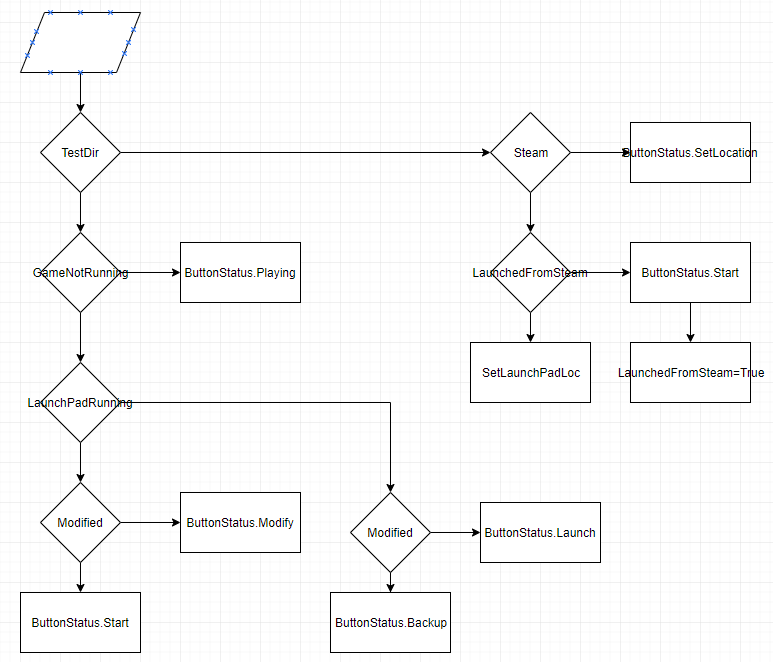 TestDir
Steam
ButtonStatus.SetLocation
GameNotRunning
ButtonStatus.Playing
LaunchedFromSteam
ButtonStatus.Start
SetLaunchPadLoc
LaunchedFromSteam=True
LaunchPadRunning
Modified
ButtonStatus.Modify
Modified
ButtonStatus.Launch
ButtonStatus.Start
ButtonStatus.Backup